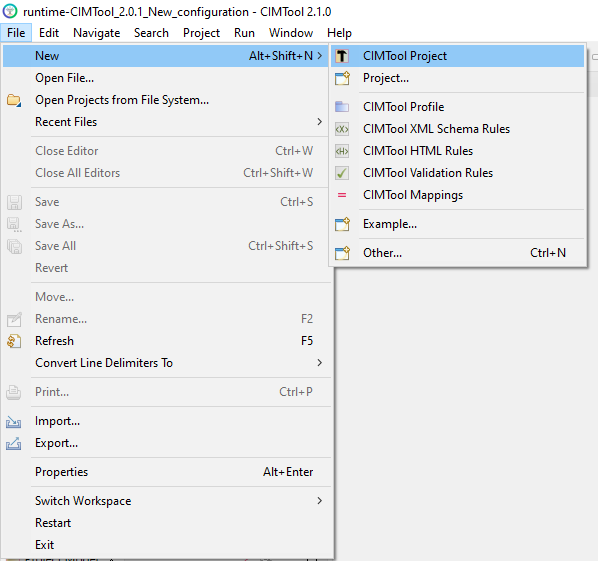 runtime-CIMTool_2.0.1_New_configuration - CIMTool 2.1.0
File Edit Navigate Search Project Run Window Help
New Alt+Shift+N >
Open File...
Open Projects from File System...
Recent Files >
Close Editor Ctrl+W
Close All Editors Ctrl+Shift+W
Save Ctrl+S
Save As...
Save All Ctrl+Shift+S
Revert
Move...
Rename... F2
Refresh F5
Convert Line Delimiters To >
Print... Ctrl+P
Import...
Export...
Properties Alt+Enter
Switch Workspace >
Restart
Exit
CIMTool Project
Project...
CIMTool Profile
CIMTool XML Schema Rules
CIMTool HTML Rules
CIMTool Validation Rules
CIMTool Mappings
Example...
Other... Ctrl+N